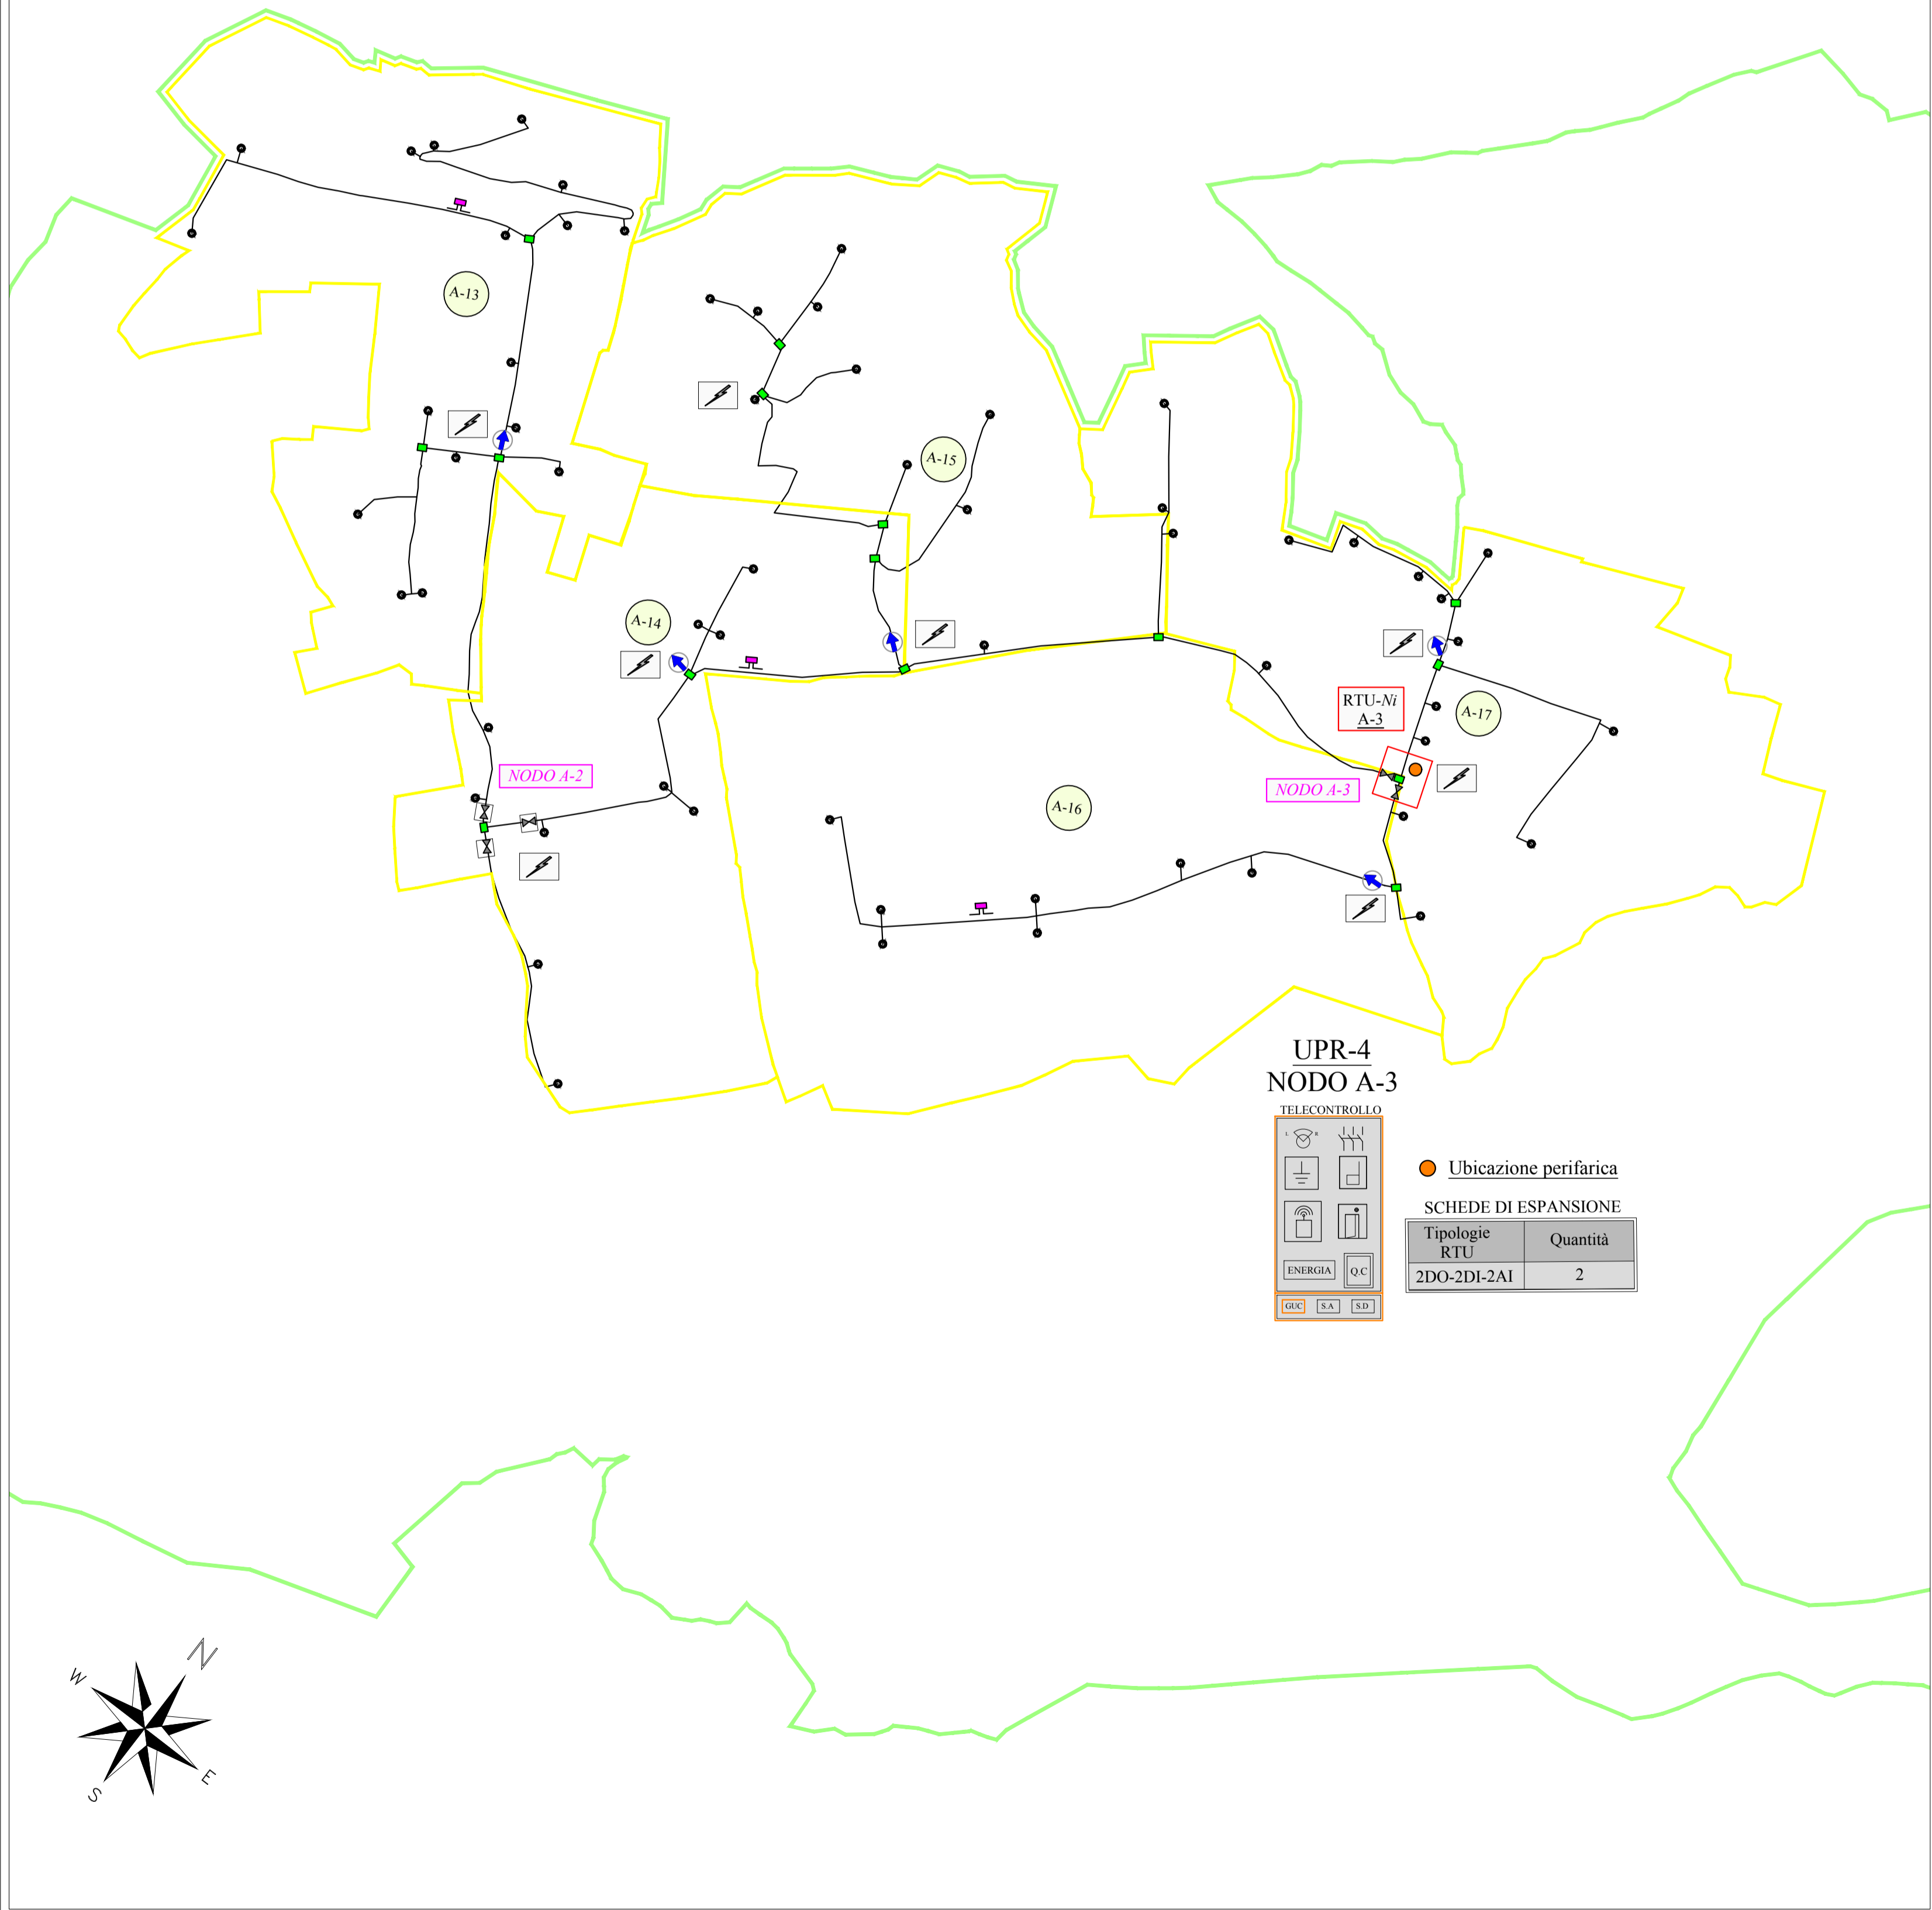 A-13
A-15
A-14
RTU-Ni
A-3
A-17
NODO A-2
NODO A-3
A-16
UPR-4
NODO A-3
TELECONTROLLO
L R
Ubicazione perifarica
SCHEDE DI ESPANSIONE
Tipologie
RTU
Quantità
2DO-2DI-2AI
2
ENERGIA
Q.C
GUC
S.A
S.D
N
W
E
S